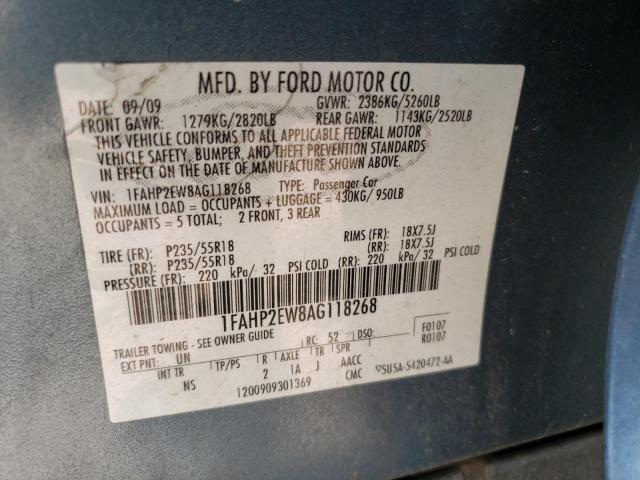 MFD. BY FORD MOTOR CO.
DATE: 09/09 GVWR: 2386KG/5260LB
FRONT GAWR: 1279KG/2820LB REAR GAWR: 1143KG/2520LB
THIS VEHICLE CONFORMS TO ALL APPLICABLE FEDERAL MOTOR
VEHICLE SAFETY, BUMPER, AND THEFT PREVENTION STANDARDS
IN EFFECT ON THE DATE OF MANUFACTURE SHOWN ABOVE.
VIN: 1FAHP2EW8AG118268 TYPE: Passenger Car
MAXIMUM LOAD = OCCUPANTS + LUGGAGE = 430KG/ 950LB
OCCUPANTS = 5 TOTAL; 2 FRONT, 3 REAR
TIRE (FR): P235/55R18 RIMS (FR): 18X7.5J
(RR): P235/55R18 (RR): 18X7.5J
PRESSURE (FR): 220 kPa/ 32 PSI COLD (RR): 220 kPa/ 32 PSI COLD
1FAHP2EW8AG118268
TRAILER TOWING - SEE OWNER GUIDE RC: 52 DSO: F0107
EXT PNT: UN R0107
INT TR TP/PS R AXLE TR SPR
NS 2 1A J AACC
1200909301369 CMC ▽5U5A-5420472-AA